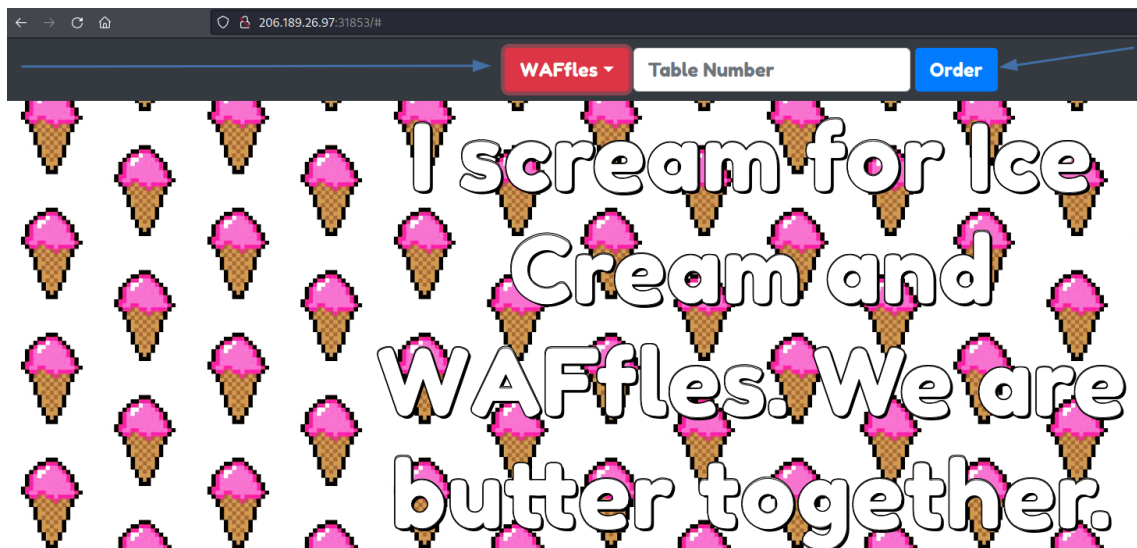 206.189.26.97:31853/#
WAFfles Table Number Order
I scream for Ice
Cream and
WAFfles. We are
butter together.